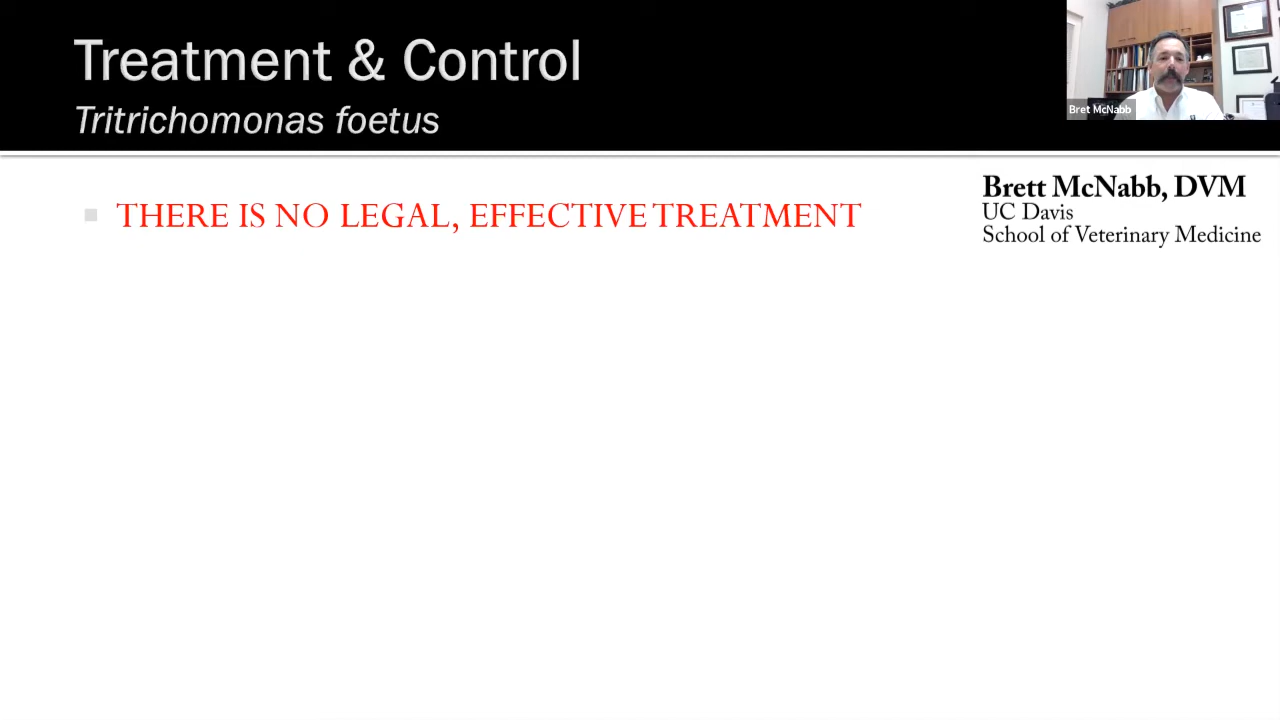 Treatment & Control
Tritrichomonas foetus
Bret McNabb
THERE IS NO LEGAL, EFFECTIVE TREATMENT
Brett McNabb, DVM
UC Davis
School of Veterinary Medicine